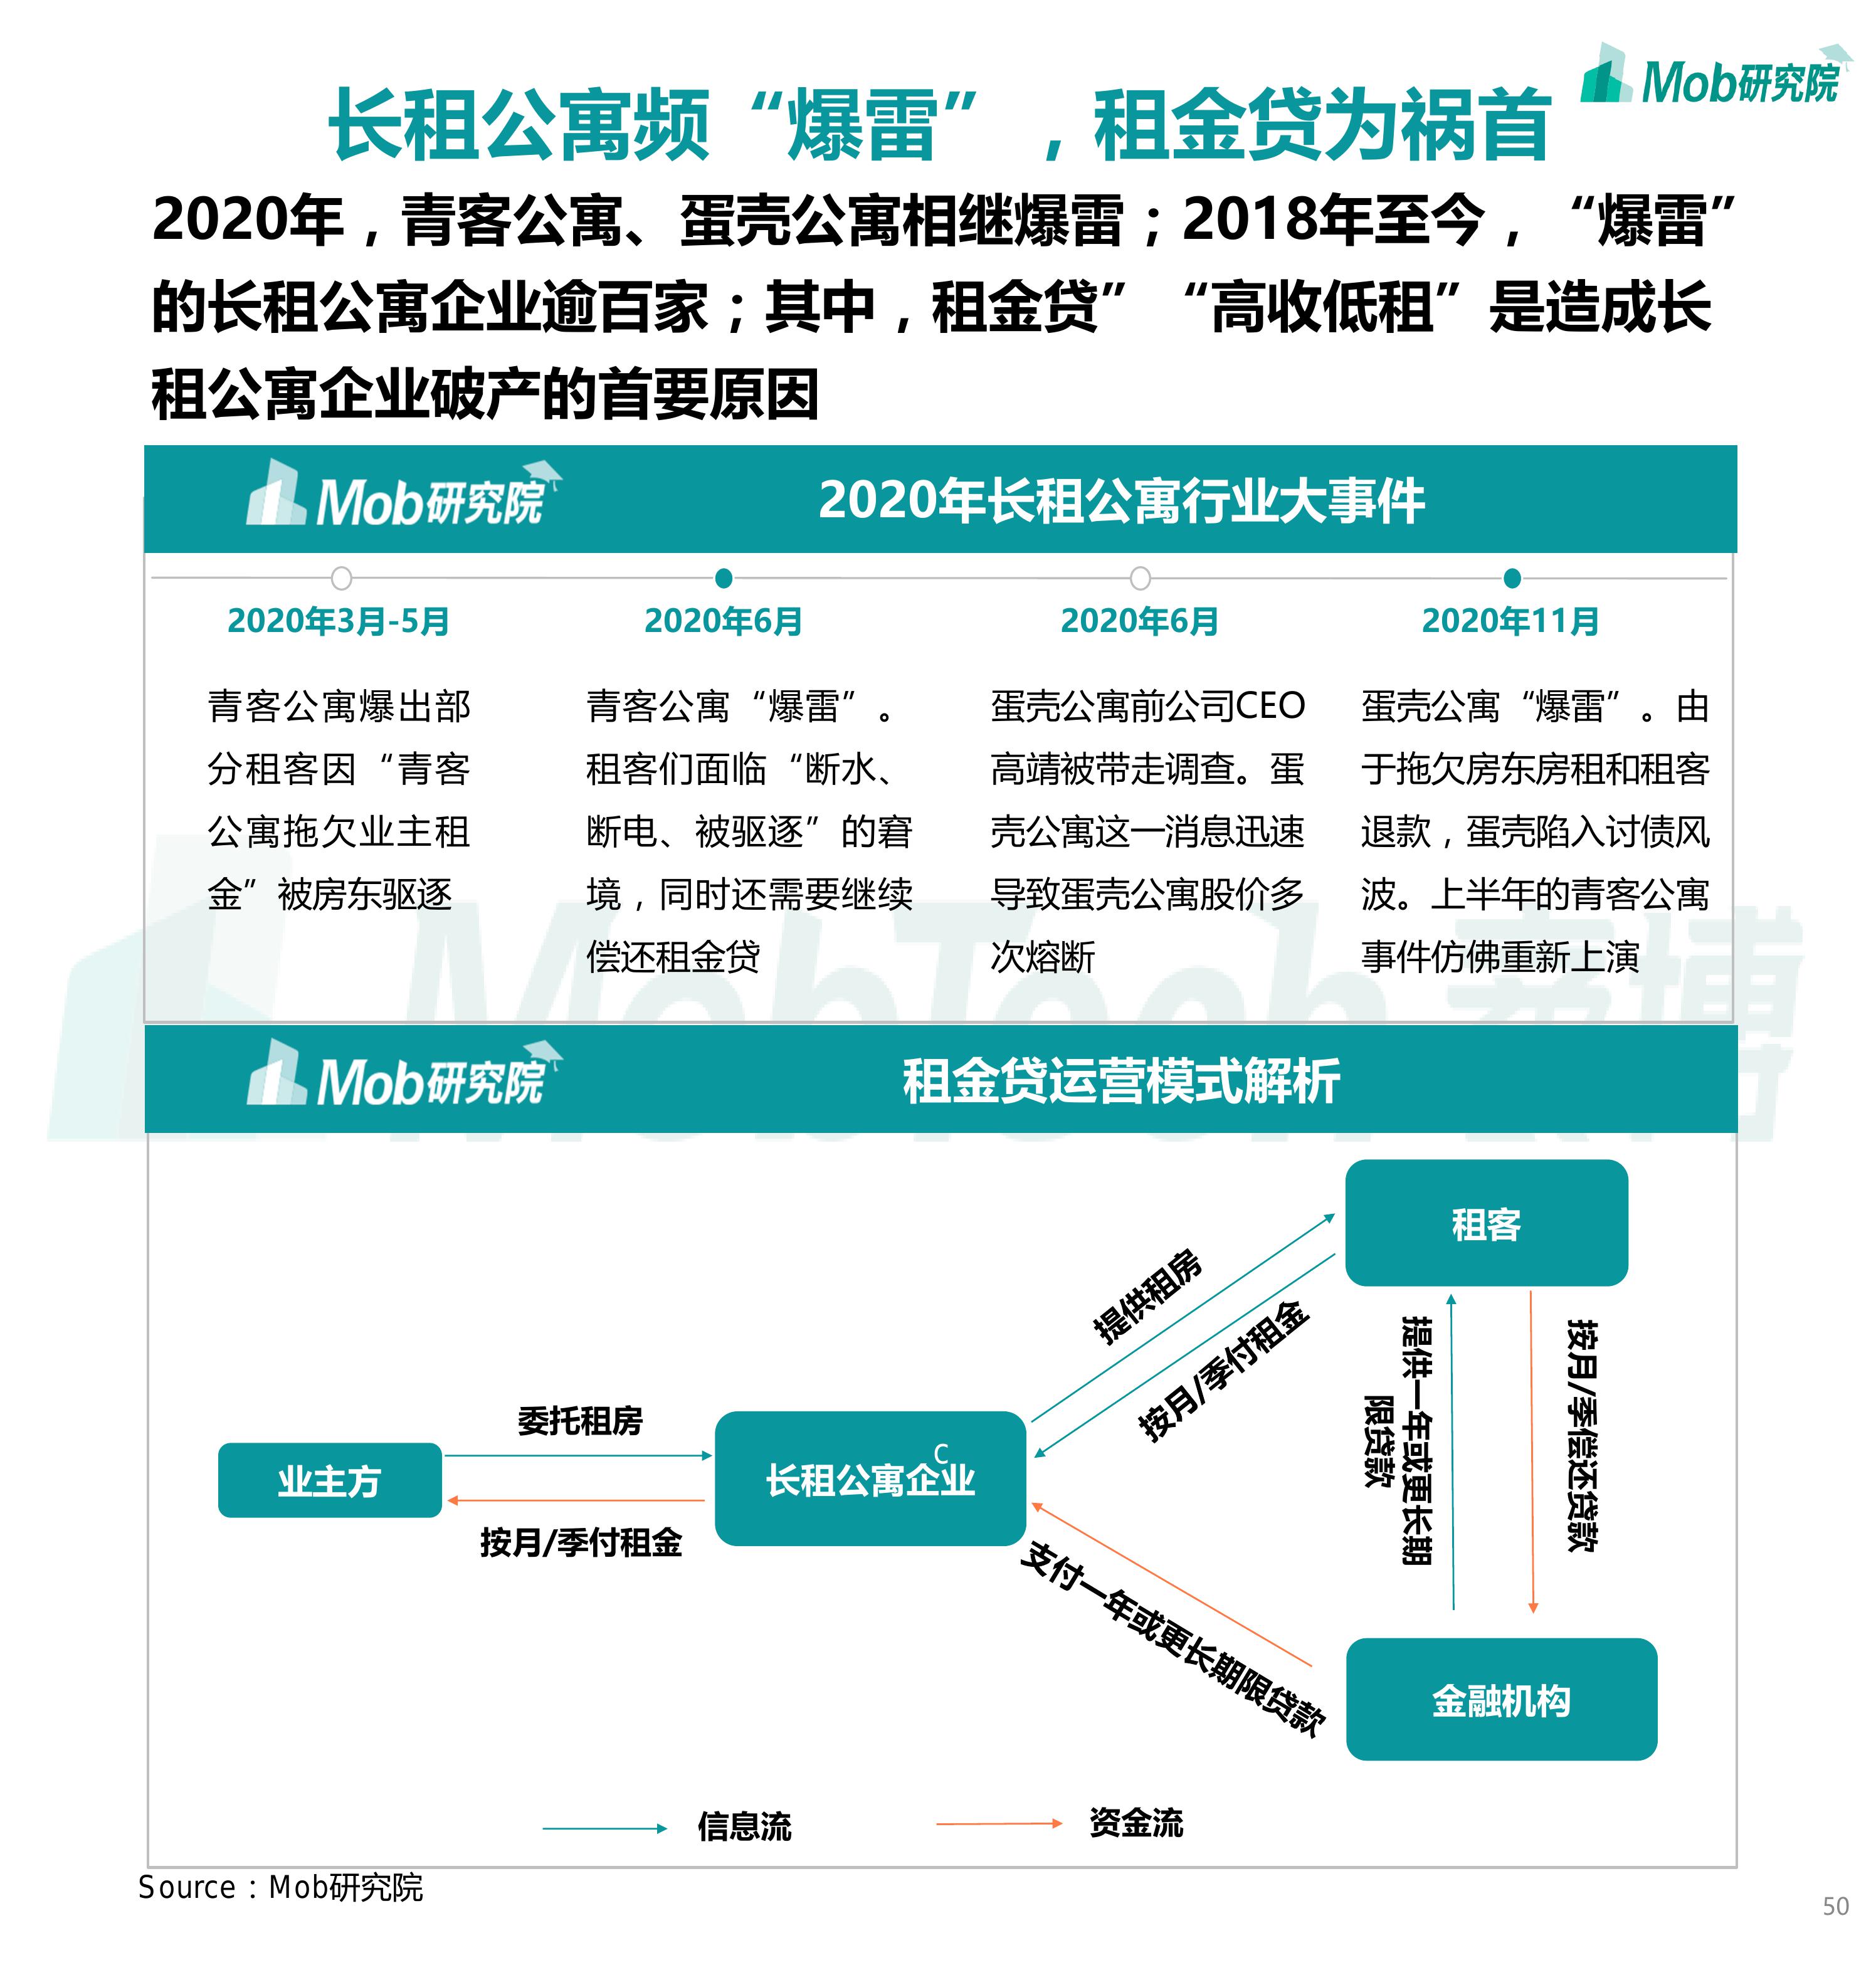 Mob研究院
长租公寓频“爆雷”，租金贷为祸首
2020年，青客公寓、蛋壳公寓相继爆雷；2018年至今，“爆雷”
的长租公寓企业逾百家；其中，租金贷”“高收低租”是造成长
租公寓企业破产的首要原因
Mob研究院
2020年长租公寓行业大事件
2020年3月-5月
青客公寓爆出部
分租客因“青客
公寓拖欠业主租
金”被房东驱逐
2020年6月
青客公寓“爆雷”。
租客们面临“断水、
断电、被驱逐”的窘
境，同时还需要继续
偿还租金贷
2020年6月
蛋壳公寓前公司CEO
高靖被带走调查。蛋
壳公寓这一消息迅速
导致蛋壳公寓股价多
次熔断
2020年11月
蛋壳公寓“爆雷”。由
于拖欠房东房租和租客
退款，蛋壳陷入讨债风
波。上半年的青客公寓
事件仿佛重新上演
Mob研究院
租金贷运营模式解析
租客
提供租房
按月/季付租金
提供一年或更长期
限贷款
按月/季偿还贷款
委托租房
业主方
C
长租公寓企业
按月/季付租金
支付一年或更长期限贷款
金融机构
信息流
资金流
Source：Mob研究院
50